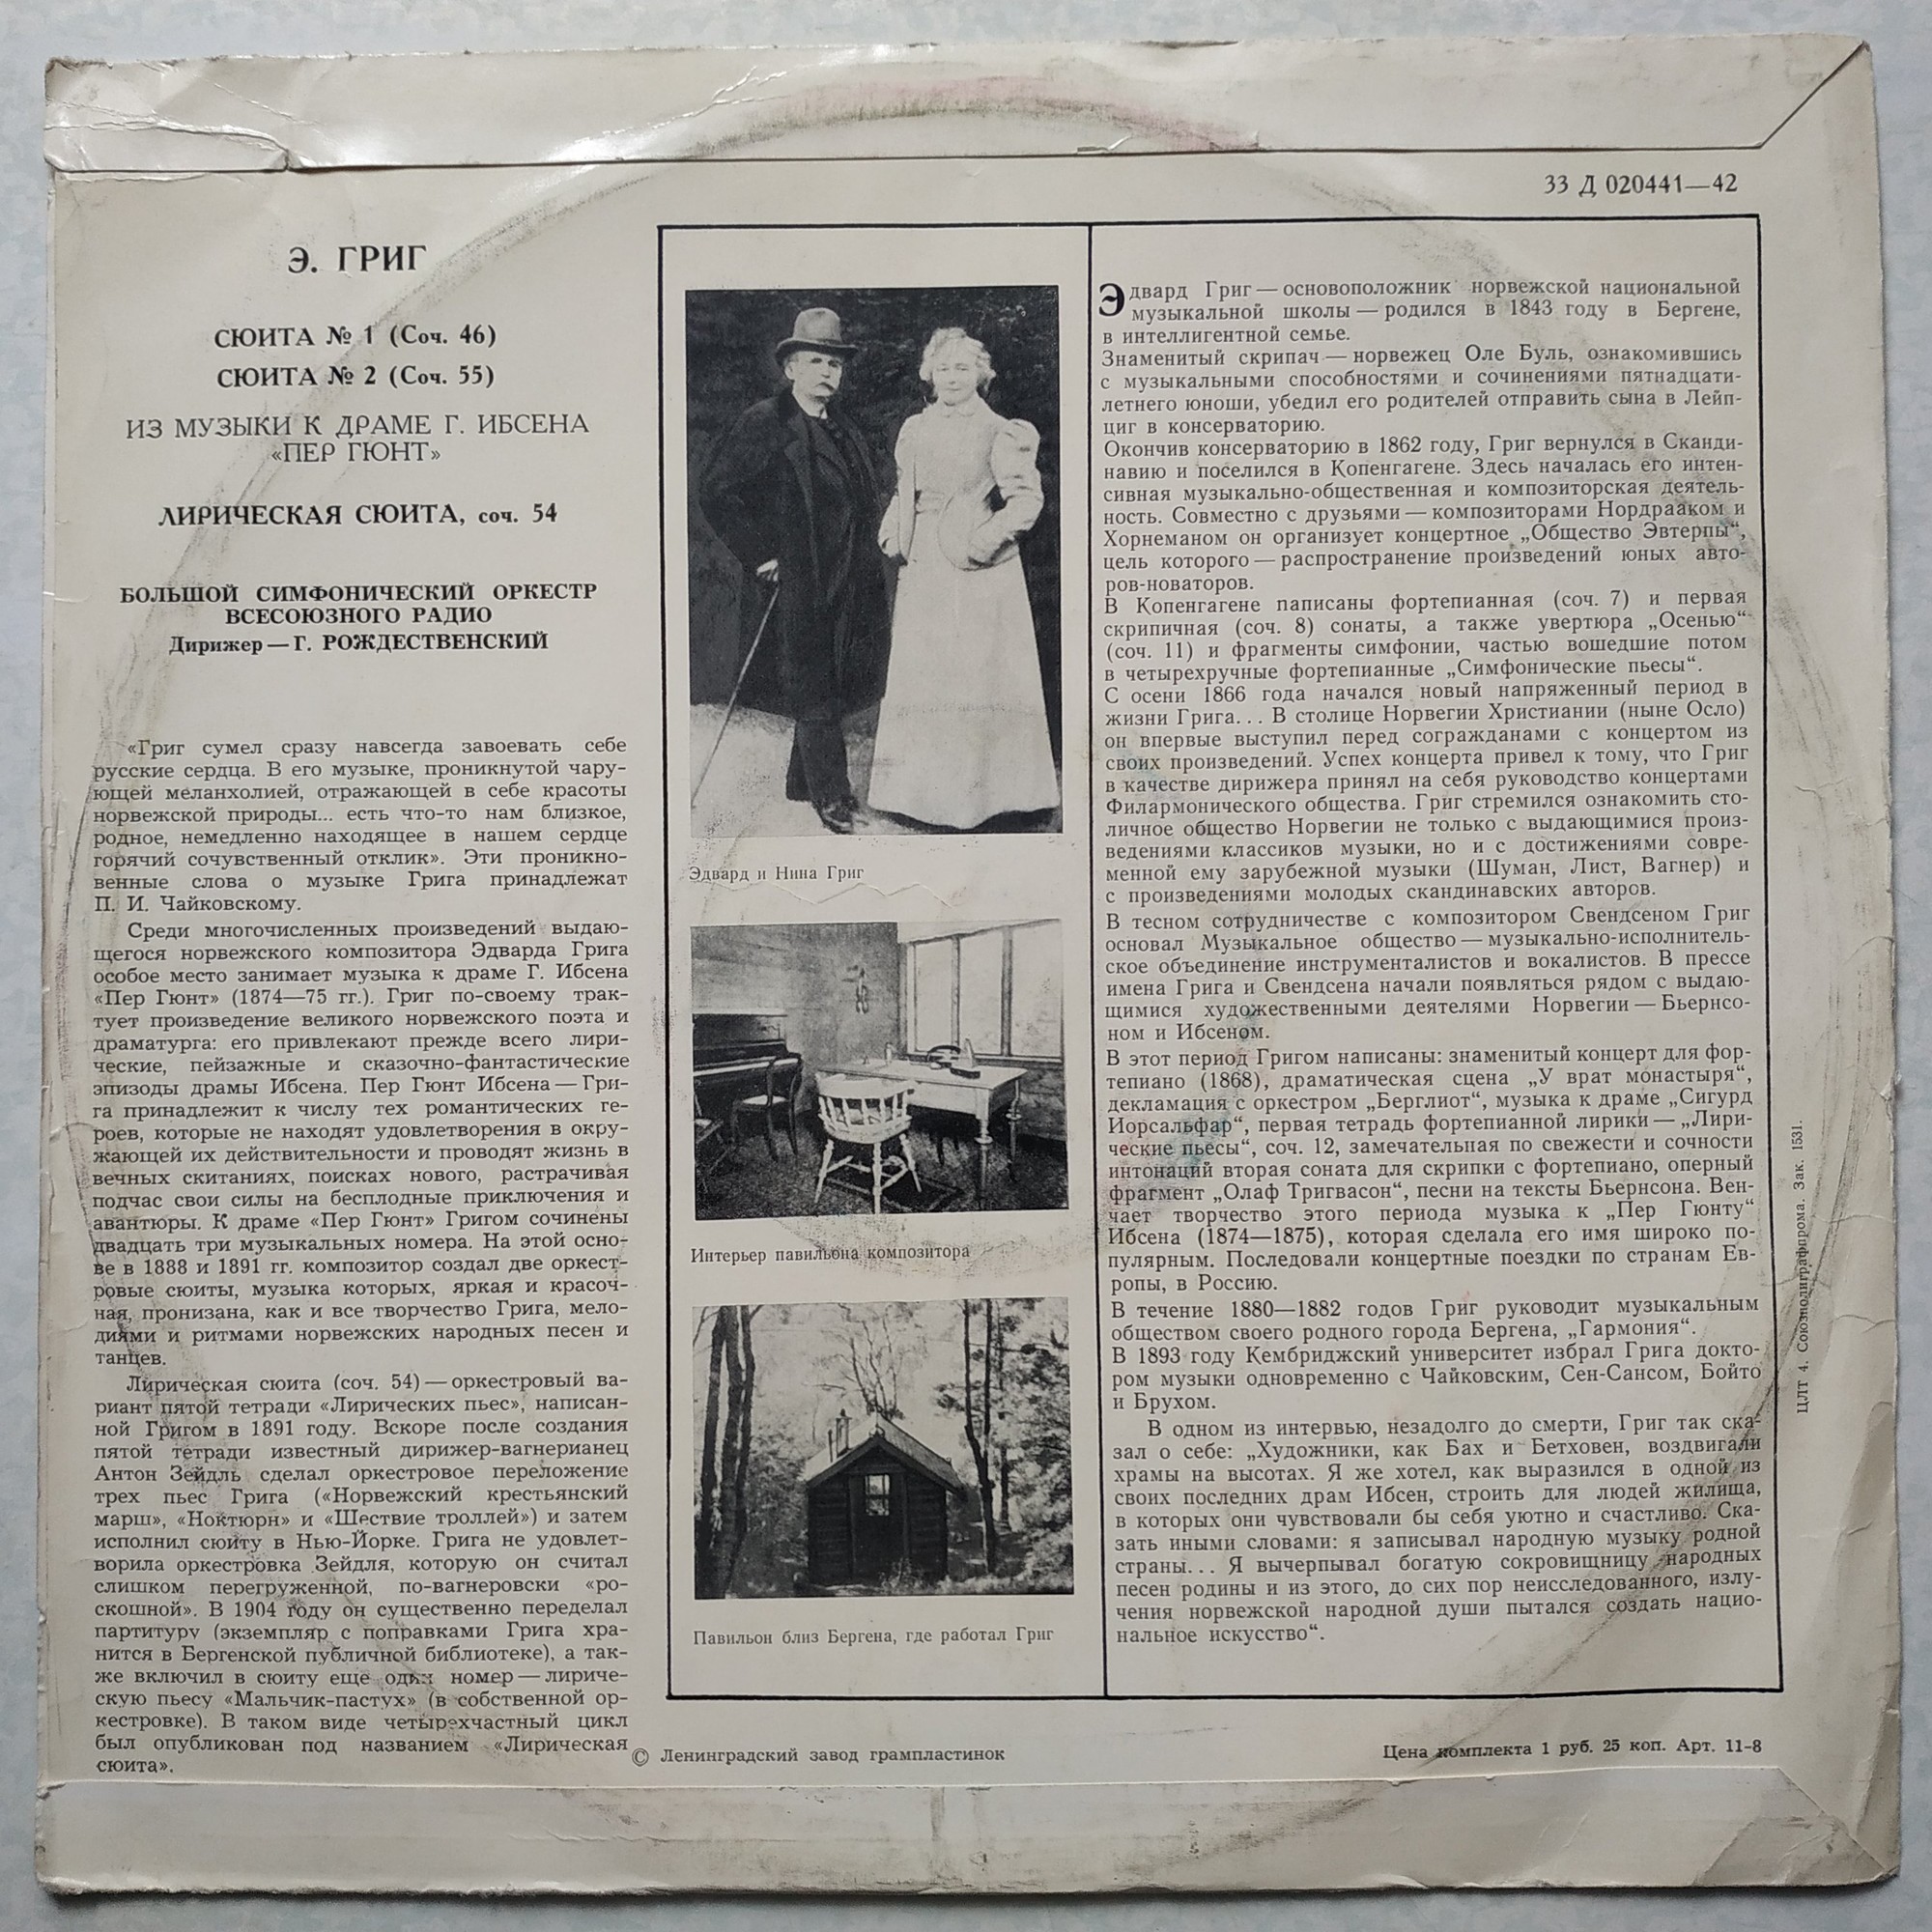 33 Д 020441—42
Э. ГРИГ
СЮИТА № 1 (Соч. 46)
СЮИТА № 2 (Соч. 55)
ИЗ МУЗЫКИ К ДРАМЕ Г. ИБСЕНА
«ПЕР ГЮНТ»
ЛИРИЧЕСКАЯ СЮИТА, соч. 54
БОЛЬШОЙ СИМФОНИЧЕСКИЙ ОРКЕСТР
ВСЕСОЮЗНОГО РАДИО
Дирижер — Г. РОЖДЕСТВЕНСКИЙ
«Григ сумел сразу навсегда завоевать себе
русские сердца. В его музыке, проникнутой чару-
ющей меланхолией, отражающей в себе красоты
норвежской природы... есть что-то нам близкое,
родное, немедленно находящее в нашем сердце
горячий сочувственный отклик». Эти проникно-
венные слова о музыке Грига принадлежат
П. И. Чайковскому.
Среди многочисленных произведений выдаю-
щегося норвежского композитора Эдварда Грига
особое место занимает музыка к драме Г. Ибсена
«Пер Гюнт» (1874—75 гг.). Григ по-своему трак-
тует произведение великого норвежского поэта и
драматурга: его привлекают прежде всего лири-
ческие, пейзажные и сказочно-фантастические
эпизоды драмы Ибсена. Пер Гюнт Ибсена — Гри-
га принадлежит к числу тех романтических ге-
роев, которые не находят удовлетворения в окру-
жающей их действительности и проводят жизнь в
вечных скитаниях, поисках нового, растрачивая
подчас свои силы на бесплодные приключения и
авантюры. К драме «Пер Гюнт» Григом сочинены
двадцать три музыкальных номера. На этой осно-
ве в 1888 и 1891 гг. композитор создал две оркест-
ровые сюиты, музыка которых, яркая и красоч-
ная, пронизана, как и все творчество Грига, мело-
диями и ритмами норвежских народных песен и
танцев.
Лирическая сюита (соч. 54) — оркестровый ва-
риант пятой тетради «Лирических пьес», написан-
ной Григом в 1891 году. Вскоре после создания
пятой тетради известный дирижер-вагнерианец
Антон Зейдль сделал оркестровое переложение
трех пьес Грига («Норвежский крестьянский
марш», «Ноктюрн» и «Шествие троллей») и затем
исполнил сюиту в Нью-Йорке. Грига не удовлет-
ворила оркестровка Зейдля, которую он считал
слишком перегруженной, по-вагнеровски «ро-
скошной». В 1904 году он существенно переделал
партитуру (экземпляр с поправками Грига хра-
нится в Бергенской публичной библиотеке), а так-
же включил в сюиту еще один номер — лириче-
скую пьесу «Мальчик-пастух» (в собственной ор-
кестровке). В таком виде четырехчастный цикл
был опубликован под названием «Лирическая
сюита».
Эдвард и Нина Григ
Интерьер павильона композитора
Павильон близ Бергена, где работал Григ
Эдвард Григ — основоположник норвежской национальной
музыкальной школы — родился в 1843 году в Бергене,
в интеллигентной семье.
Знаменитый скрипач — норвежец Оле Буль, ознакомившись
с музыкальными способностями и сочинениями пятнадцати-
летнего юноши, убедил его родителей отправить сына в Лейп-
циг в консерваторию.
Окончив консерваторию в 1862 году, Григ вернулся в Сканди-
навию и поселился в Копенгагене. Здесь началась его интен-
сивная музыкально-общественная и композиторская деятель-
ность. Совместно с друзьями — композиторами Нордрааком и
Хорнеманом он организует концертное „Общество Эвтерпы“,
цель которого — распространение произведений юных авто-
ров-новаторов.
В Копенгагене паписаны фортепианная (соч. 7) и первая
скрипичная (соч. 8) сонаты, а также увертюра „Осенью“
(соч. 11) и фрагменты симфонии, частью вошедшие потом
в четырехручные фортепианные „Симфонические пьесы“.
С осени 1866 года начался новый напряженный период в
жизни Грига... В столице Норвегии Христиании (ныне Осло)
он впервые выступил перед согражданами с концертом из
своих произведений. Успех концерта привел к тому, что Григ
в качестве дирижера принял на себя руководство концертами
Филармонического общества. Григ стремился ознакомить сто-
личное общество Норвегии не только с выдающимися произ-
ведениями классиков музыки, но и с достижениями совре-
менной ему зарубежной музыки (Шуман, Лист, Вагнер) и
с произведениями молодых скандинавских авторов.
В тесном сотрудничестве с композитором Свендсеном Григ
основал Музыкальное общество — музыкально-исполнитель-
ское объединение инструменталистов и вокалистов. В прессе
имена Грига и Свендсена начали появляться рядом с выдаю-
щимися художественными деятелями Норвегии — Бьернсо-
ном и Ибсеном.
В этот период Григом написаны: знаменитый концерт для фор-
тепиано (1868), драматическая сцена „У врат монастыря“,
декламация с оркестром „Берглиот“, музыка к драме „Сигурд
Иорсальфар“, первая тетрадь фортепианной лирики — „Лири-
ческие пьесы“, соч. 12, замечательная по свежести и сочности
интонаций вторая соната для скрипки с фортепиано, оперный
фрагмент „Олаф Тригвасон“, песни на тексты Бьернсона. Вен-
чает творчество этого периода музыка к „Пер Гюнту“
Ибсена (1874—1875), которая сделала его имя широко по-
пулярным. Последовали концертные поездки по странам Ев-
ропы, в Россию.
В течение 1880—1882 годов Григ руководит музыкальным
обществом своего родного города Бергена, „Гармония“.
В 1893 году Кембриджский университет избрал Грига докто-
ром музыки одновременно с Чайковским, Сен-Сансом, Бойто
и Брухом.
В одном из интервью, незадолго до смерти, Григ так ска-
зал о себе: „Художники, как Бах и Бетховен, воздвигали
храмы на высотах. Я же хотел, как выразился в одной из
своих последних драм Ибсен, строить для людей жилища,
в которых они чувствовали бы себя уютно и счастливо. Ска-
зать иными словами: я записывал народную музыку родной
страны... Я вычерпывал богатую сокровищницу народных
песен родины и из этого, до сих пор неисследованного, излу-
чения норвежской народной души пытался создать нацио-
нальное искусство“.
ЦЛт 4. Союзполиграфпрома. Зак. 1531.
© Ленинградский завод грампластинок
Цена комплекта 1 руб. 25 коп. Арт. 11-8